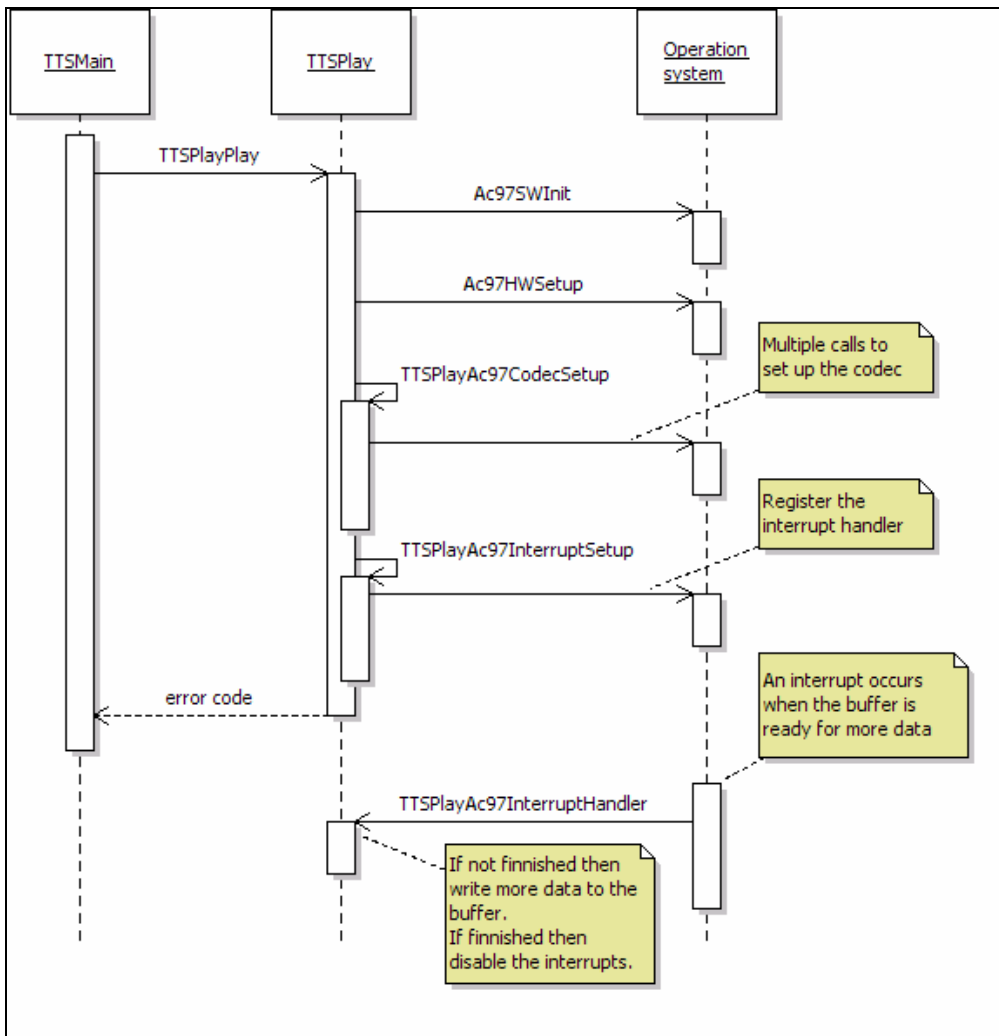 TTSMain
TTSPlay
Operation
system
TTSPlayPlay
Ac97SWInit
Ac97HWSetup
Multiple calls to
set up the codec
TTSPlayAc97CodecSetup
Register the
interrupt handler
TTSPlayAc97InterruptSetup
An interrupt occurs
when the buffer is
ready for more data
error code
TTSPlayAc97InterruptHandler
If not finnished then
write more data to the
buffer.
If finnished then
disable the interrupts.